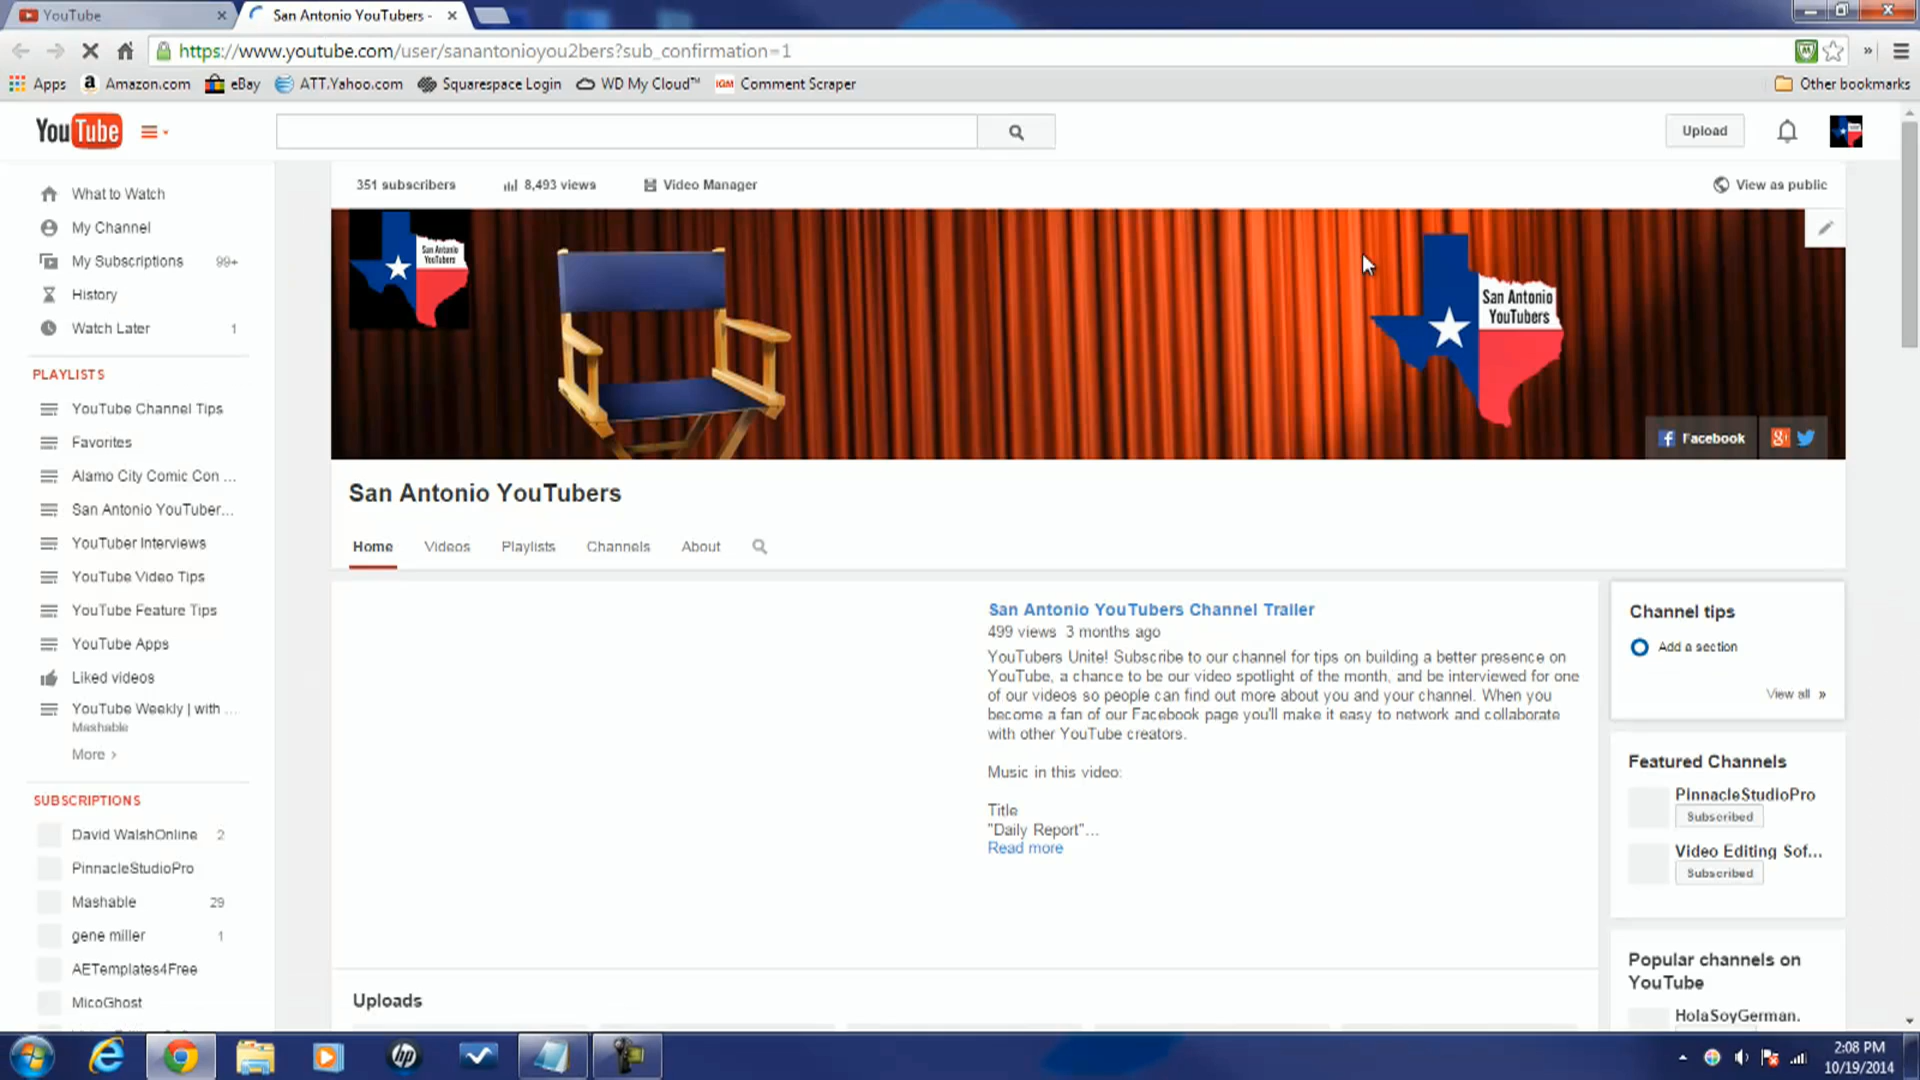 YouTube
San Antonio YouTubers -
https://www.youtube.com/user/sanantonioyou2bers?sub_confirmation=1
Apps
Amazon.com
eBay
ATT.Yahoo.com
Squarespace Login
WD My Cloud™
IGM Comment Scraper
Other bookmarks
YouTube
Upload
351 subscribers
8,493 views
Video Manager
View as public
What to Watch
My Channel
My Subscriptions 99+
History
Watch Later 1
PLAYLISTS
YouTube Channel Tips
Favorites
Alamo City Comic Con ...
San Antonio YouTuber...
YouTuber Interviews
YouTube Video Tips
YouTube Feature Tips
YouTube Apps
Liked videos
YouTube Weekly | with ...
Mashable
More ›
SUBSCRIPTIONS
David WalshOnline 2
PinnacleStudioPro
Mashable 29
gene miller 1
AETemplates4Free
MicoGhost
San Antonio
YouTubers
San Antonio
YouTubers
Facebook
San Antonio YouTubers
Home
Videos
Playlists
Channels
About
San Antonio YouTubers Channel Trailer
499 views 3 months ago
YouTubers Unite! Subscribe to our channel for tips on building a better presence on
YouTube, a chance to be our video spotlight of the month, and be interviewed for one
of our videos so people can find out more about you and your channel. When you
become a fan of our Facebook page you'll make it easy to network and collaborate
with other YouTube creators.
Music in this video:
Title
"Daily Report"...
Read more
Uploads
Channel tips
Add a section
View all »
Featured Channels
PinnacleStudioPro
Subscribed
Video Editing Sof...
Subscribed
Popular channels on
YouTube
HolaSoyGerman.
2:08 PM
10/19/2014